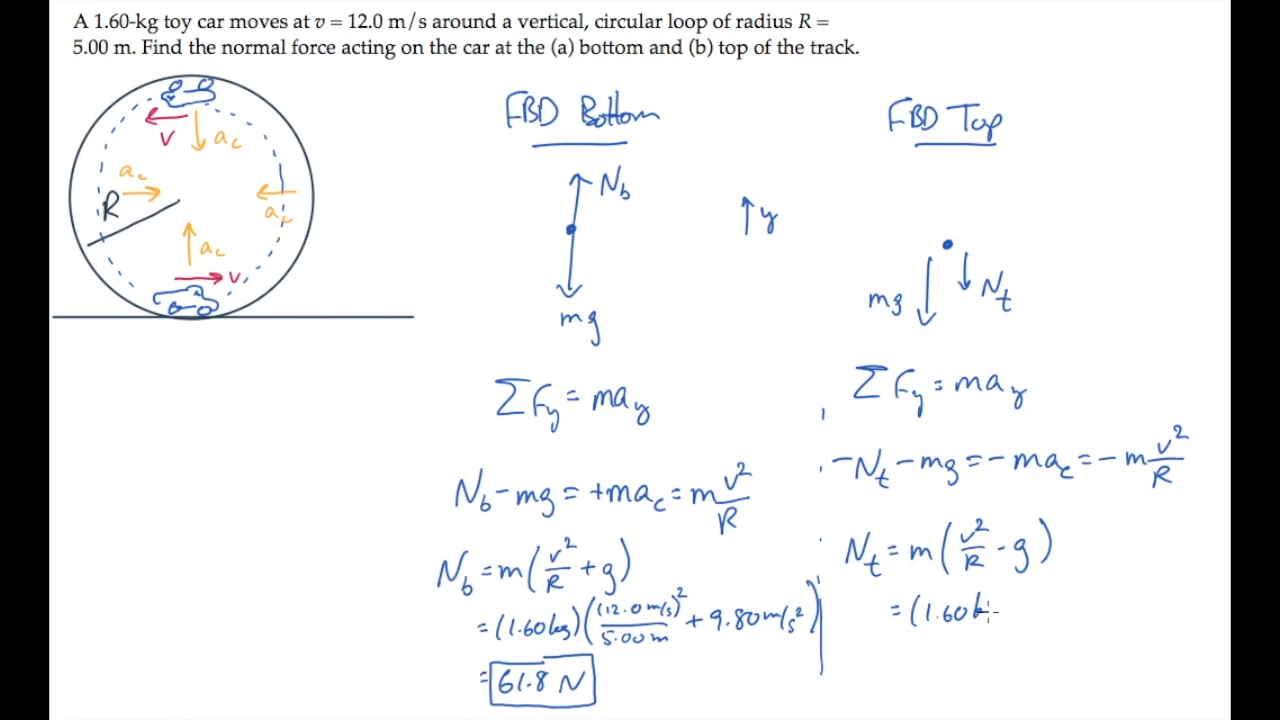 A 1.60-kg toy car moves at v = 12.0 m/s around a vertical, circular loop of radius R =
5.00 m. Find the normal force acting on the car at the (a) bottom and (b) top of the track.
v
a_c
a_c
R
a_c
a_c
v
FBD Bottom
N_b
mg
ΣF_y = ma_y
N_b - mg = +ma_c = m v²/R
N_b = m(v²/R + g)
= (1.60 kg)((12.0 m/s)²/5.00 m + 9.80 m/s²)
= 61.8 N
↑ y
FBD Top
mg
N_t
ΣF_y = ma_y
-N_t - mg = -ma_c = -m v²/R
N_t = m(v²/R - g)
= (1.60 k